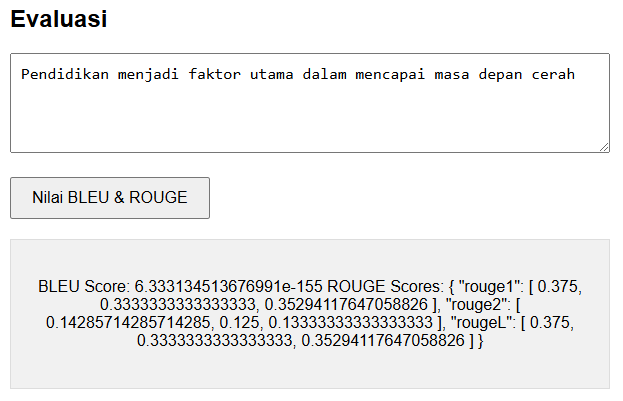 Evaluasi
Pendidikan menjadi faktor utama dalam mencapai masa depan cerah
Nilai BLEU & ROUGE
BLEU Score: 6.333134513676991e-155 ROUGE Scores: { "rouge1": [ 0.375,
0.3333333333333333, 0.35294117647058826 ], "rouge2": [
0.14285714285714285, 0.125, 0.13333333333333333 ], "rougeL": [ 0.375,
0.3333333333333333, 0.35294117647058826 ] }